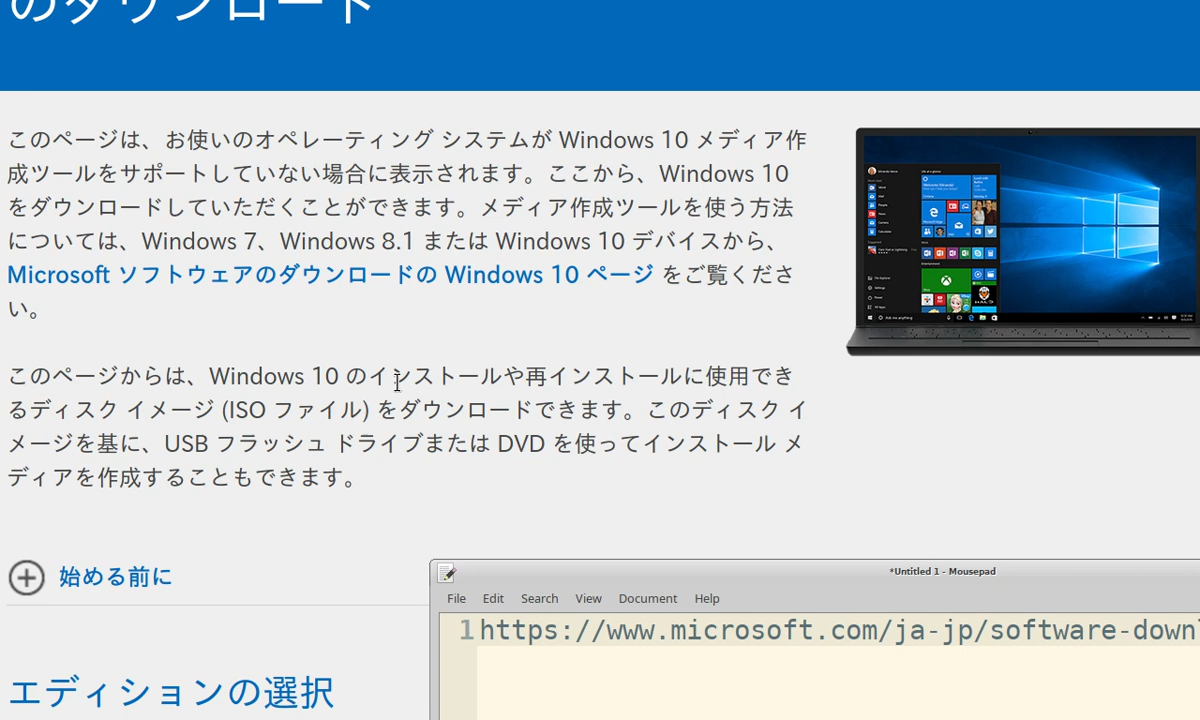 のダウンロード
このページは、お使いのオペレーティング システムが Windows 10 メディア作
成ツールをサポートしていない場合に表示されます。ここから、Windows 10
をダウンロードしていただくことができます。メディア作成ツールを使う方法
については、Windows 7、Windows 8.1 または Windows 10 デバイスから、
Microsoft ソフトウェアのダウンロードの Windows 10 ページ をご覧くださ
い。
このページからは、Windows 10 のインストールや再インストールに使用でき
るディスク イメージ (ISO ファイル) をダウンロードできます。このディスク イ
メージを基に、USB フラッシュ ドライブまたは DVD を使ってインストール メ
ディアを作成することもできます。
始める前に
エディションの選択
*Untitled 1 - Mousepad
File Edit Search View Document Help
1 https://www.microsoft.com/ja-jp/software-down